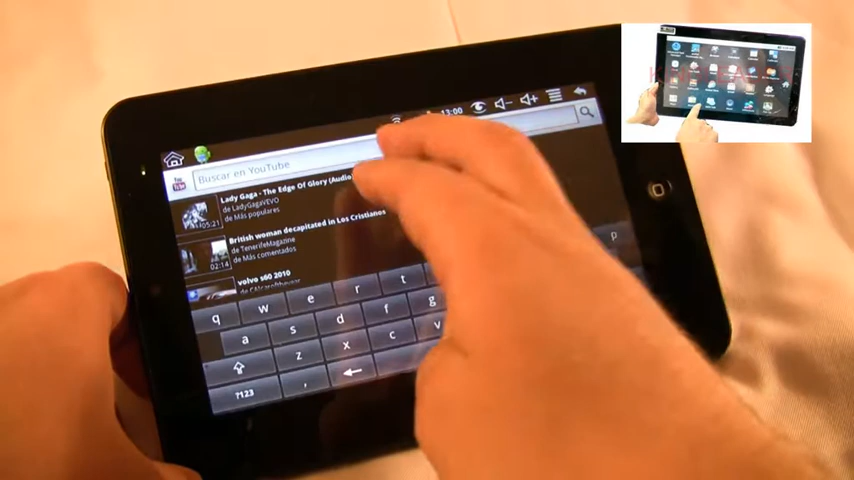 13:00
Buscar en YouTube
Lady Gaga - The Edge Of Glory (Audio
de LadyGagaVEVO
de Más populares
05:21
British woman decapitated in Los Cristianos
de TenerifeMagazine
de Más comentados
02:14
volvo s60 2010
q w e r t p
a s d f g
z x c v
?123 ,